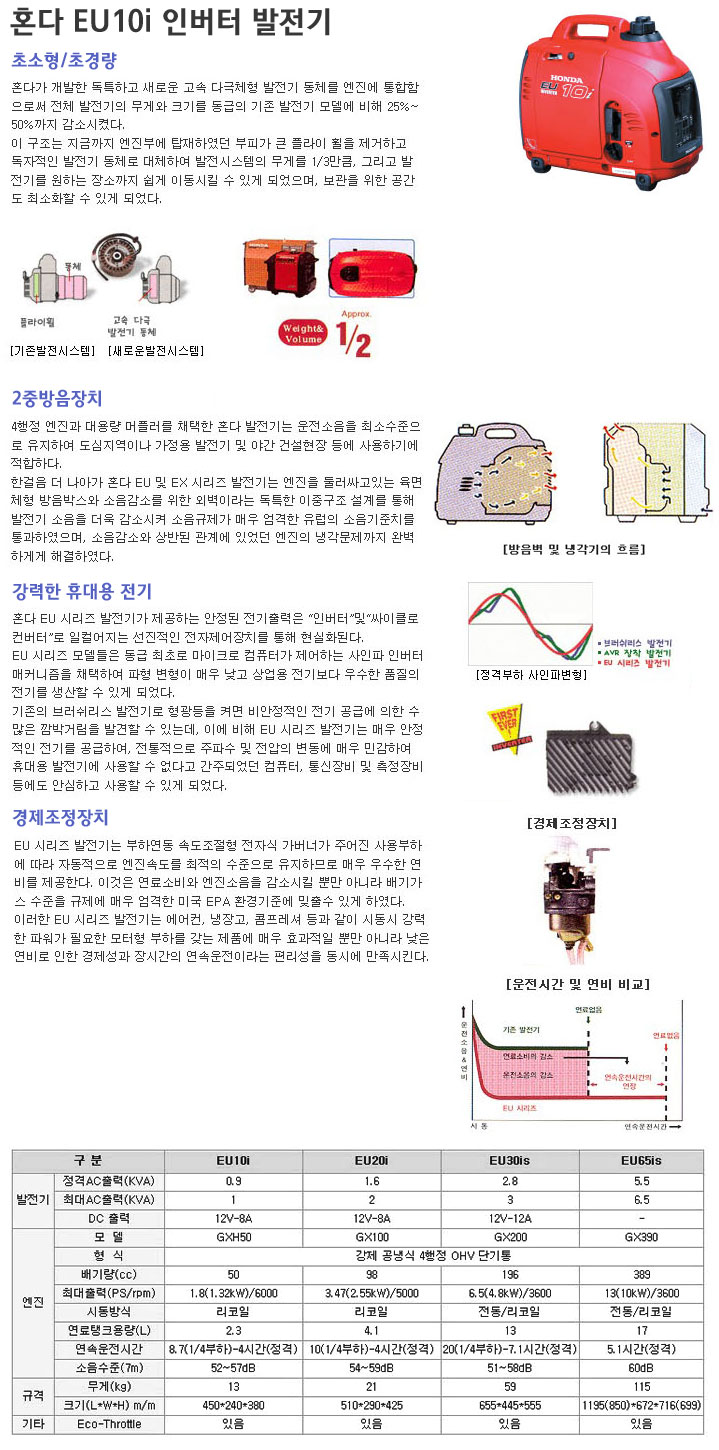 혼다 EU10i 인버터 발전기
초소형/초경량
혼다가 개발한 독특하고 새로운 고속 다극체형 발전기 동체를 엔진에 통합함
으로써 전체 발전기의 무게와 크기를 동급의 기존 발전기 모델에 비해 25%~
50%까지 감소시켰다.
이 구조는 지금까지 엔진부에 탑재하였던 부피가 큰 플라이 휠을 제거하고
독자적인 발전기 동체로 대체하여 발전시스템의 무게를 1/3만큼, 그리고 발
전기를 원하는 장소까지 쉽게 이동시킬 수 있게 되었으며, 보관을 위한 공간
도 최소화할 수 있게 되었다.
HONDA
EU
10i
동체
플라이휠
고속 다극
발전기 동체
[기존발전시스템] [새로운발전시스템]
HONDA
Approx.
Weight&
Volume
1/2
2중방음장치
4행정 엔진과 대용량 머플러를 채택한 혼다 발전기는 운전소음을 최소수준으
로 유지하여 도심지역이나 가정용 발전기 및 야간 건설현장 등에 사용하기에
적합하다.
한걸음 더 나아가 혼다 EU 및 EX 시리즈 발전기는 엔진을 둘러싸고있는 육면
체형 방음박스와 소음감소를 위한 외벽이라는 독특한 이중구조 설계를 통해
발전기 소음을 더욱 감소시켜 소음규제가 매우 엄격한 유럽의 소음기준치를
통과하였으며, 소음감소와 상반된 관계에 있었던 엔진의 냉각문제까지 완벽
하게게 해결하였다.
[방음벽 및 냉각기의 흐름]
강력한 휴대용 전기
혼다 EU 시리즈 발전기가 제공하는 안정된 전기출력은 "인버터"및"싸이클로
컨버터"로 일컬어지는 선진적인 전자제어장치를 통해 현실화된다.
EU 시리즈 모델들은 동급 최초로 마이크로 컴퓨터가 제어하는 사인파 인버터
매커니즘을 채택하여 파형 변형이 매우 낮고 상업용 전기보다 우수한 품질의
전기를 생산할 수 있게 되었다.
기존의 브러쉬리스 발전기로 형광등을 켜면 비안정적인 전기 공급에 의한 수
많은 깜박거림을 발견할 수 있는데, 이에 비해 EU 시리즈 발전기는 매우 안정
적인 전기를 공급하여, 전통적으로 주파수 및 전압의 변동에 매우 민감하여
휴대용 발전기에 사용할 수 없다고 간주되었던 컴퓨터, 통신장비 및 측정장비
등에도 안심하고 사용할 수 있게 되었다.
브러쉬리스 발전기
AVR 장착 발전기
EU 시리즈 발전기
[정격부하 사인파변형]
FIRST
EVER
INVERTER
[경제조정장치]
경제조정장치
EU 시리즈 발전기는 부하연동 속도조절형 전자식 가버너가 주어진 사용부하
에 따라 자동적으로 엔진속도를 최적의 수준으로 유지하므로 매우 우수한 연
비를 제공한다. 이것은 연료소비와 엔진소음을 감소시킬 뿐만 아니라 배기가
스 수준을 규제에 매우 엄격한 미국 EPA 환경기준에 맞출수 있게 하였다.
이러한 EU 시리즈 발전기는 에어컨, 냉장고, 콤프레셔 등과 같이 시동시 강력
한 파워가 필요한 모터형 부하를 갖는 제품에 매우 효과적일 뿐만 아니라 낮은
연비로 인한 경제성과 장시간의 연속운전이라는 편리성을 동시에 만족시킨다.
[운전시간 및 연비 비교]
운전소음&연비
연료없음
기존 발전기
연료없음
연료소비의 감소
운전소음의 감소
연속운전시간의
연장
EU 시리즈
시 동
연속운전시간
구 분 EU10i EU20i EU30is EU65is
발전기 정격AC출력(KVA) 0.9 1.6 2.8 5.5
최대AC출력(KVA) 1 2 3 6.5
DC 출력 12V-8A 12V-8A 12V-12A -
엔진 모 델 GXH50 GX100 GX200 GX390
형 식 강제 공냉식 4행정 OHV 단기통
배기량(cc) 50 98 196 389
최대출력(PS/rpm) 1.8(1.32kW)/6000 3.47(2.55kW)/5000 6.5(4.8kW)/3600 13(10kW)/3600
시동방식 리코일 리코일 전동/리코일 전동/리코일
연료탱크용량(L) 2.3 4.1 13 17
연속운전시간 8.7(1/4부하)-4시간(정격) 10(1/4부하)-4시간(정격) 20(1/4부하)-7.1시간(정격) 5.1시간(정격)
소음수준(7m) 52~57dB 54~59dB 51~58dB 60dB
규격 무게(kg) 13 21 59 115
크기(L*W*H) m/m 450*240*380 510*290*425 655*445*555 1195(850)*672*716(699)
기타 Eco-Throttle 있음 있음 있음 있음